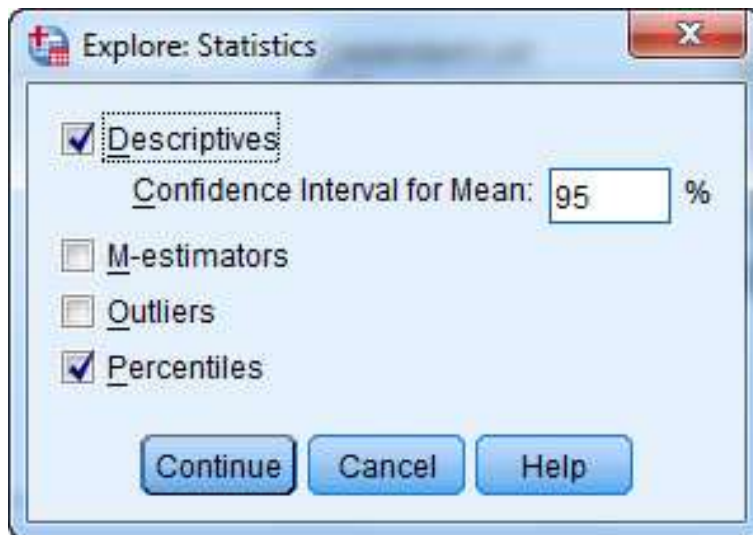 Explore: Statistics
Descriptives
Confidence Interval for Mean: 95 %
M-estimators
Outliers
Percentiles
Continue Cancel Help